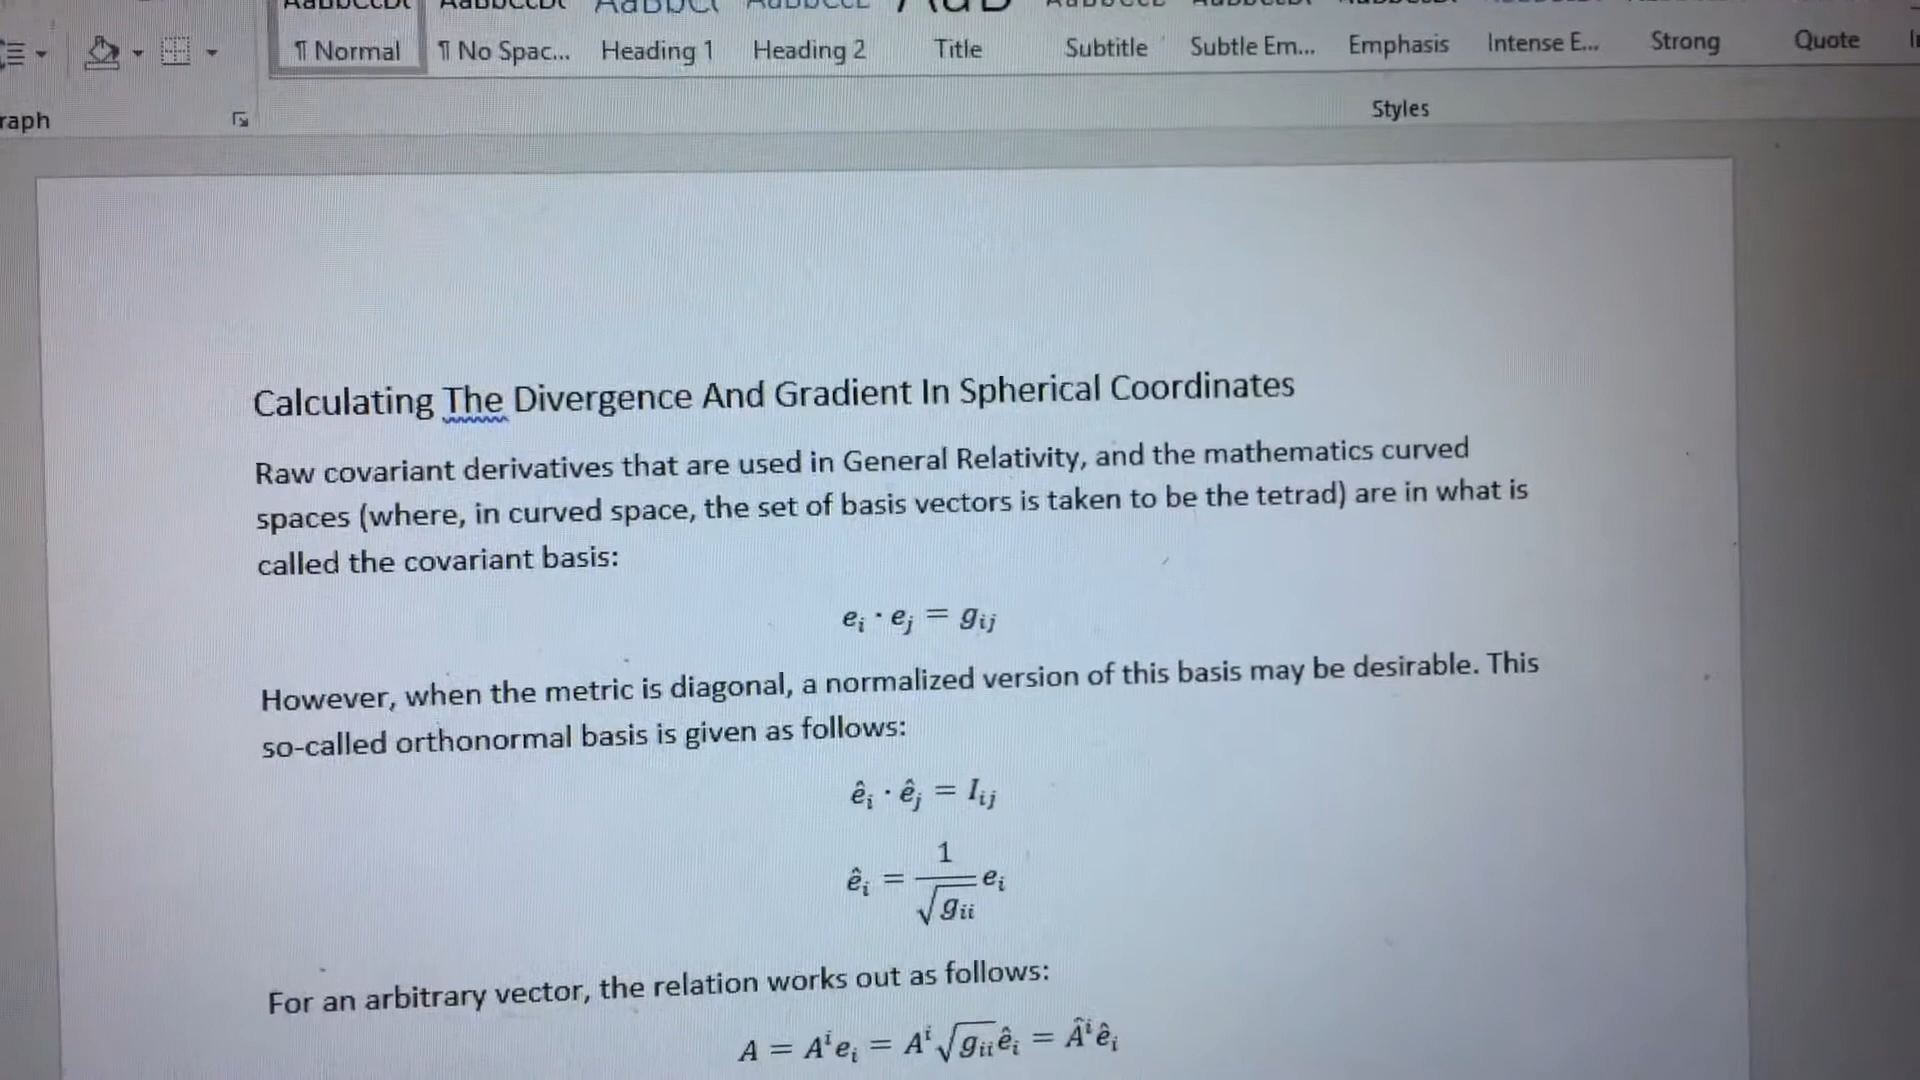 ¶ Normal ¶ No Spac... Heading 1 Heading 2 Title Subtitle Subtle Em... Emphasis Intense E... Strong Quote
raph Styles
Calculating The Divergence And Gradient In Spherical Coordinates
Raw covariant derivatives that are used in General Relativity, and the mathematics curved
spaces (where, in curved space, the set of basis vectors is taken to be the tetrad) are in what is
called the covariant basis:
e_i · e_j = g_ij
However, when the metric is diagonal, a normalized version of this basis may be desirable. This
so-called orthonormal basis is given as follows:
ê_i · ê_j = I_ij
ê_i = 1/√g_ii e_i
For an arbitrary vector, the relation works out as follows:
A = A^i e_i = A^i √g_ii ê_i = Â^i ê_i